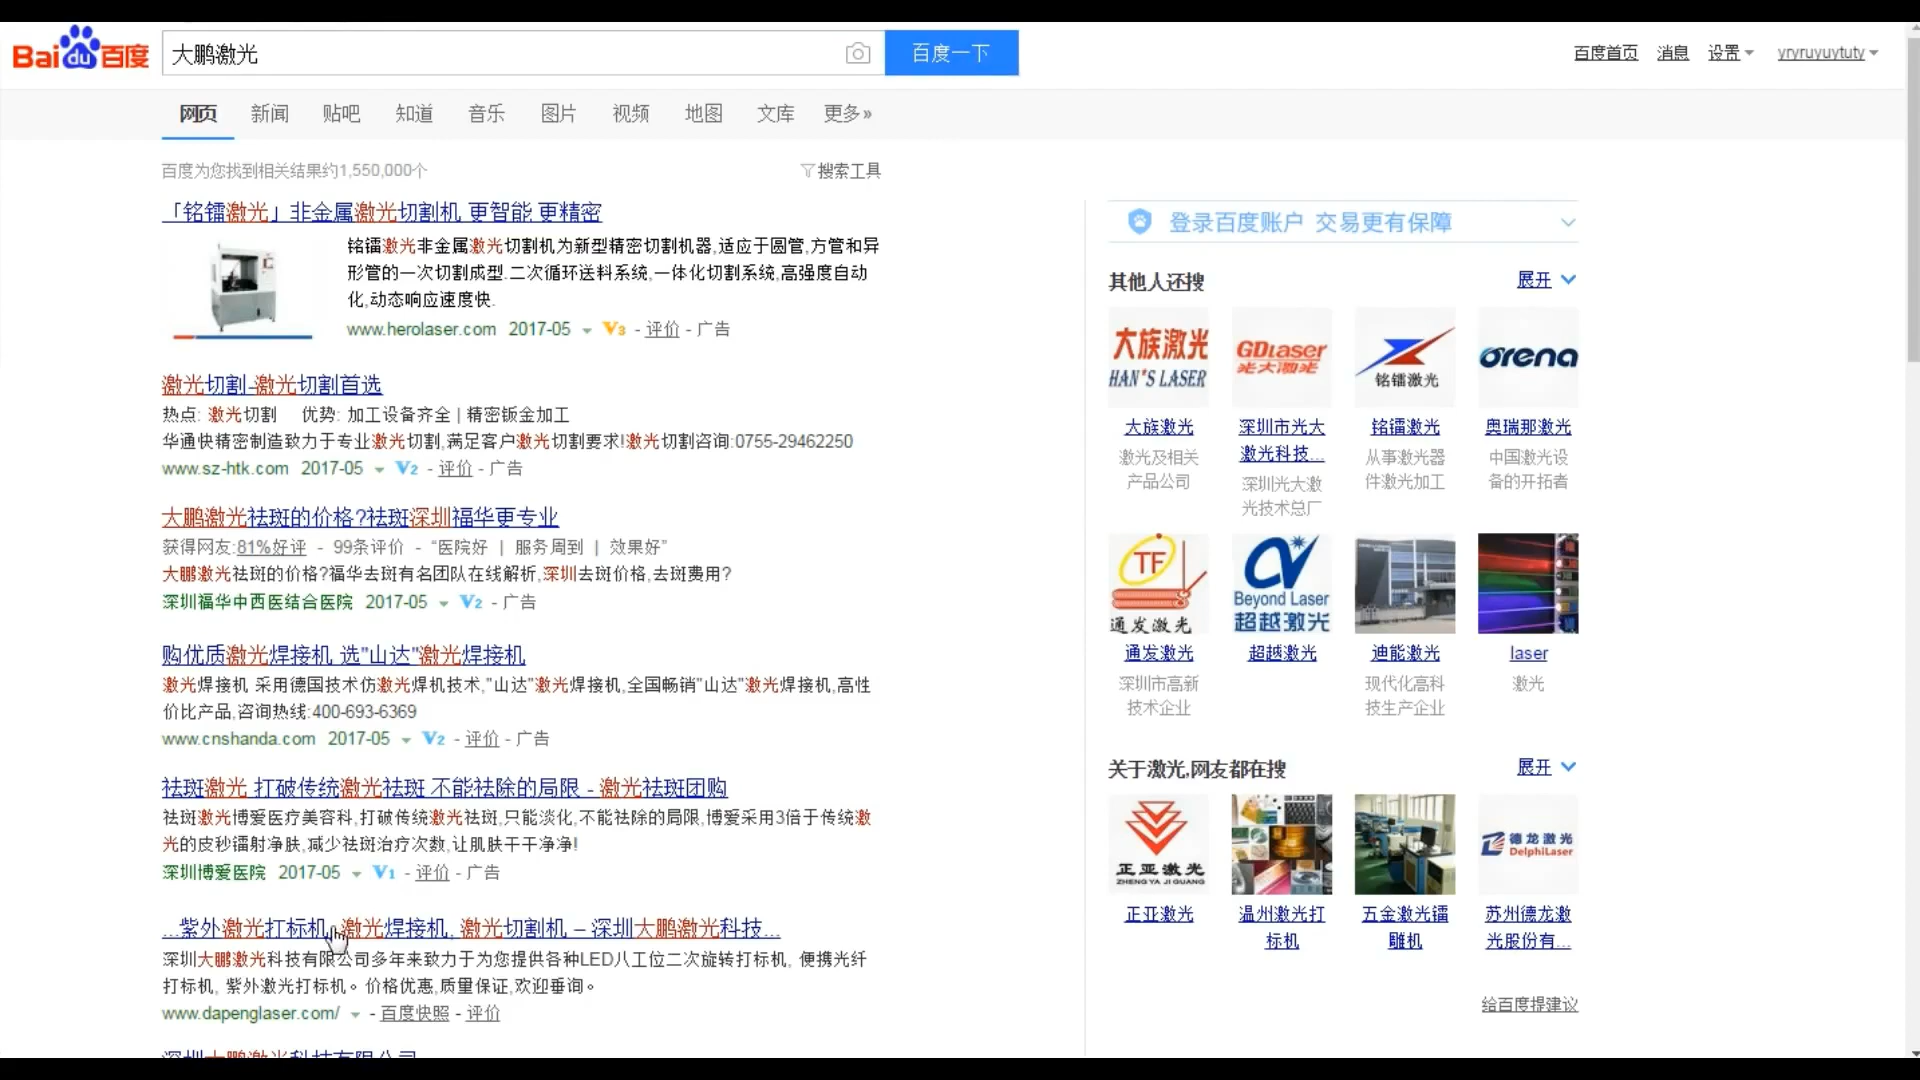 Bai du 百度
大鹏激光
百度一下
百度首页 消息 设置 yryruyuytuty
网页 新闻 贴吧 知道 音乐 图片 视频 地图 文库 更多»
百度为您找到相关结果约1,550,000个 搜索工具
「铭镭激光」非金属激光切割机 更智能 更精密
铭镭激光非金属激光切割机为新型精密切割机器,适应于圆管,方管和异
形管的一次切割成型.二次循环送料系统,一体化切割系统,高强度自动
化,动态响应速度快.
www.herolaser.com 2017-05 V3 - 评价 - 广告
激光切割-激光切割首选
热点: 激光切割 优势: 加工设备齐全 | 精密钣金加工
华通快精密制造致力于专业激光切割,满足客户激光切割要求!激光切割咨询:0755-29462250
www.sz-htk.com 2017-05 V2 - 评价 - 广告
大鹏激光祛斑的价格?祛斑深圳福华更专业
获得网友:81%好评 - 99条评价 - “医院好 | 服务周到 | 效果好”
大鹏激光祛斑的价格?福华去斑有名团队在线解析,深圳去斑价格,去斑费用?
深圳福华中西医结合医院 2017-05 V2 - 广告
购优质激光焊接机 选"山达"激光焊接机
激光焊接机 采用德国技术仿激光焊机技术,"山达"激光焊接机,全国畅销"山达"激光焊接机,高性
价比产品,咨询热线:400-693-6369
www.cnshanda.com 2017-05 V2 - 评价 - 广告
祛斑激光 打破传统激光祛斑 不能祛除的局限 - 激光祛斑团购
祛斑激光博爱医疗美容科,打破传统激光祛斑,只能淡化,不能祛除的局限,博爱采用3倍于传统激
光的皮秒镭射净肤,减少祛斑治疗次数,让肌肤干干净净!
深圳博爱医院 2017-05 V1 - 评价 - 广告
...紫外激光打标机,激光焊接机, 激光切割机 – 深圳大鹏激光科技...
深圳大鹏激光科技有限公司多年来致力于为您提供各种LED八工位二次旋转打标机, 便携光纤
打标机, 紫外激光打标机。价格优惠,质量保证,欢迎垂询。
www.dapenglaser.com/ - 百度快照 - 评价
深圳大鹏激光科技有限公司
登录百度账户 交易更有保障
其他人还搜 展开
大族激光
HAN'S LASER
GDLaser
光大激光
铭镭激光
orena
大族激光
激光及相关
产品公司
深圳市光大
激光科技...
深圳光大激
光技术总厂
铭镭激光
从事激光器
件激光加工
奥瑞那激光
中国激光设
备的开拓者
TF
通发激光
Beyond Laser
超越激光
通发激光
深圳市高新
技术企业
超越激光
迪能激光
现代化高科
技生产企业
laser
激光
关于激光,网友都在搜 展开
正亚激光
ZHENG YA JI GUANG
德龙激光
DelphiLaser
正亚激光
温州激光打
标机
五金激光镭
雕机
苏州德龙激
光股份有...
给百度提建议